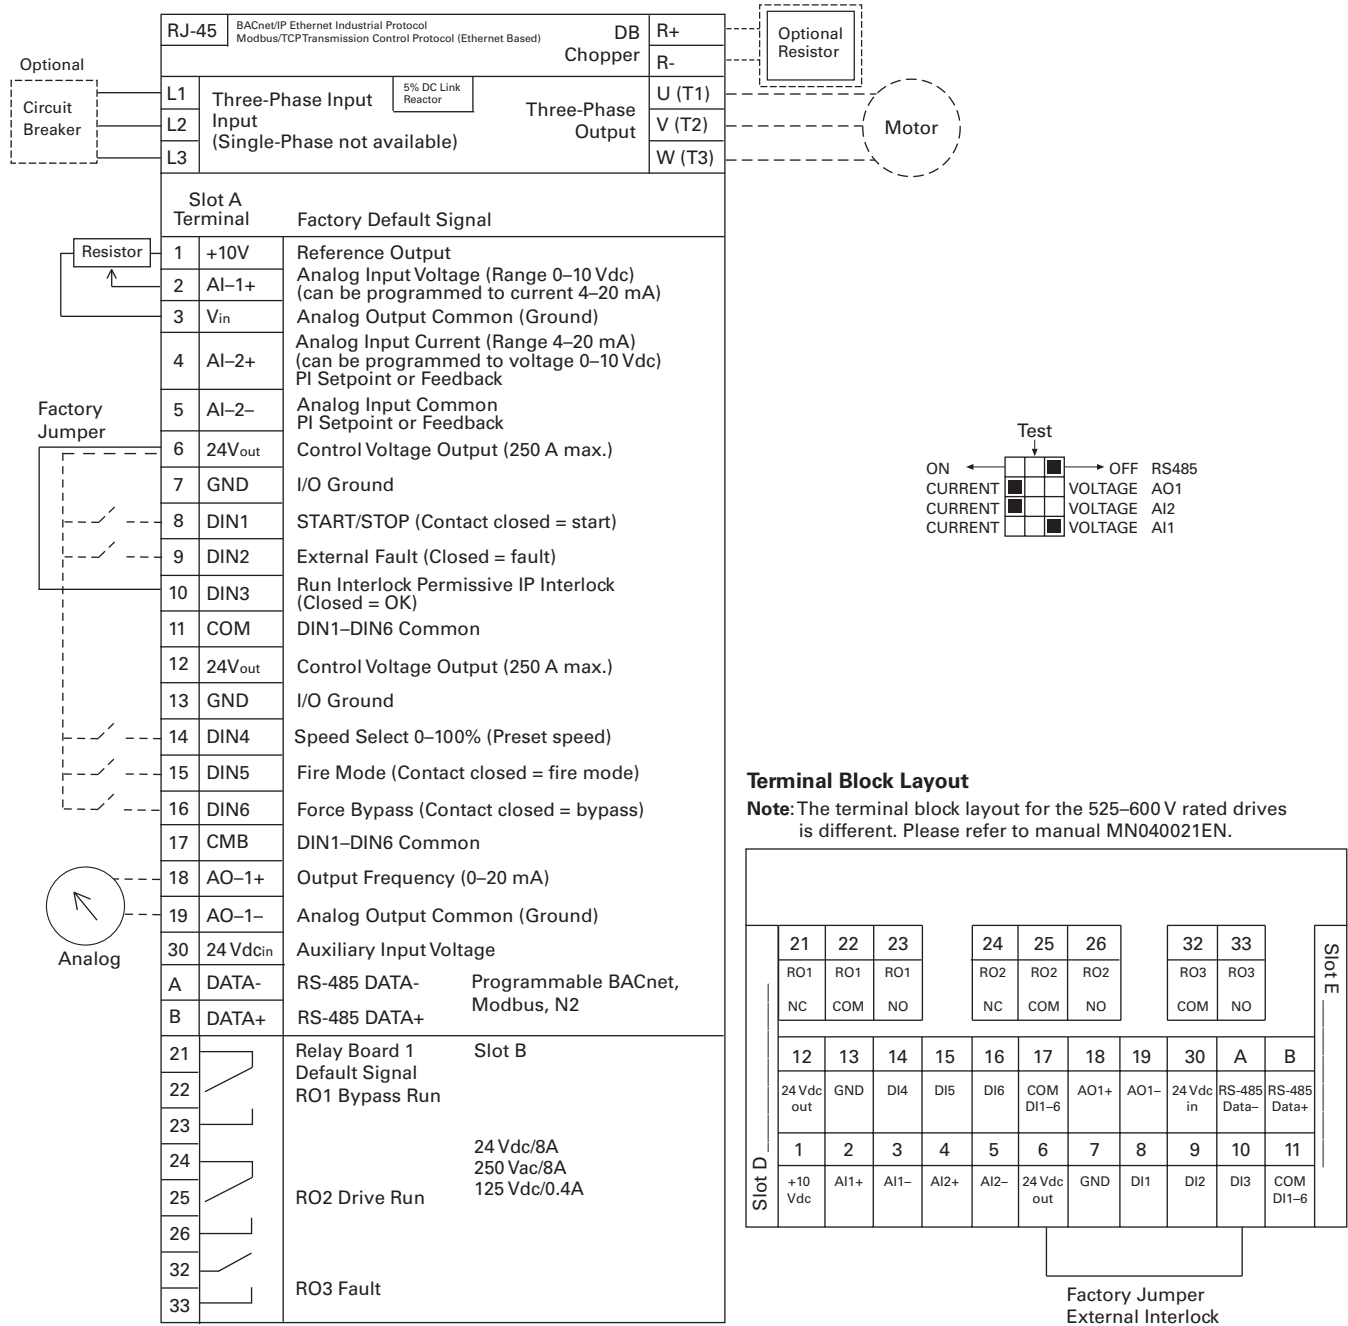 RJ-45
BACnet/IP Ethernet Industrial Protocol
Modbus/TCP Transmission Control Protocol (Ethernet Based)
DB
Chopper
R+
R-
Optional
Resistor
Optional
Circuit
Breaker
L1
L2
L3
Three-Phase Input
Input
(Single-Phase not available)
5% DC Link
Reactor
Three-Phase
Output
U (T1)
V (T2)
W (T3)
Motor
Slot A
Terminal
Factory Default Signal
Resistor
1 +10V Reference Output
2 AI–1+ Analog Input Voltage (Range 0–10 Vdc)
(can be programmed to current 4–20 mA)
3 Vin Analog Output Common (Ground)
4 AI–2+ Analog Input Current (Range 4–20 mA)
(can be programmed to voltage 0–10 Vdc)
PI Setpoint or Feedback
5 AI–2– Analog Input Common
PI Setpoint or Feedback
Factory
Jumper
6 24Vout Control Voltage Output (250 A max.)
7 GND I/O Ground
8 DIN1 START/STOP (Contact closed = start)
9 DIN2 External Fault (Closed = fault)
10 DIN3 Run Interlock Permissive IP Interlock
(Closed = OK)
11 COM DIN1–DIN6 Common
12 24Vout Control Voltage Output (250 A max.)
13 GND I/O Ground
14 DIN4 Speed Select 0–100% (Preset speed)
15 DIN5 Fire Mode (Contact closed = fire mode)
16 DIN6 Force Bypass (Contact closed = bypass)
17 CMB DIN1–DIN6 Common
18 AO–1+ Output Frequency (0–20 mA)
19 AO–1– Analog Output Common (Ground)
Analog
30 24 Vdcin Auxiliary Input Voltage
A DATA- RS-485 DATA-
B DATA+ RS-485 DATA+
Programmable BACnet,
Modbus, N2
21
22
23
24
25
26
32
33
Relay Board 1
Default Signal
RO1 Bypass Run
Slot B
24 Vdc/8A
250 Vac/8A
125 Vdc/0.4A
RO2 Drive Run
RO3 Fault
Test
ON OFF RS485
CURRENT VOLTAGE AO1
CURRENT VOLTAGE AI2
CURRENT VOLTAGE AI1
Terminal Block Layout
Note: The terminal block layout for the 525–600 V rated drives
is different. Please refer to manual MN040021EN.
21 22 23 24 25 26 32 33
RO1 RO1 RO1 RO2 RO2 RO2 RO3 RO3
NC COM NO NC COM NO COM NO
Slot E
12 13 14 15 16 17 18 19 30 A B
24 Vdc GND DI4 DI5 DI6 COM AO1+ AO1– 24 Vdc RS-485 RS-485
out DI1–6 in Data– Data+
Slot D
1 2 3 4 5 6 7 8 9 10 11
+10 AI1+ AI1– AI2+ AI2– 24 Vdc GND DI1 DI2 DI3 COM
Vdc out DI1–6
Factory Jumper
External Interlock